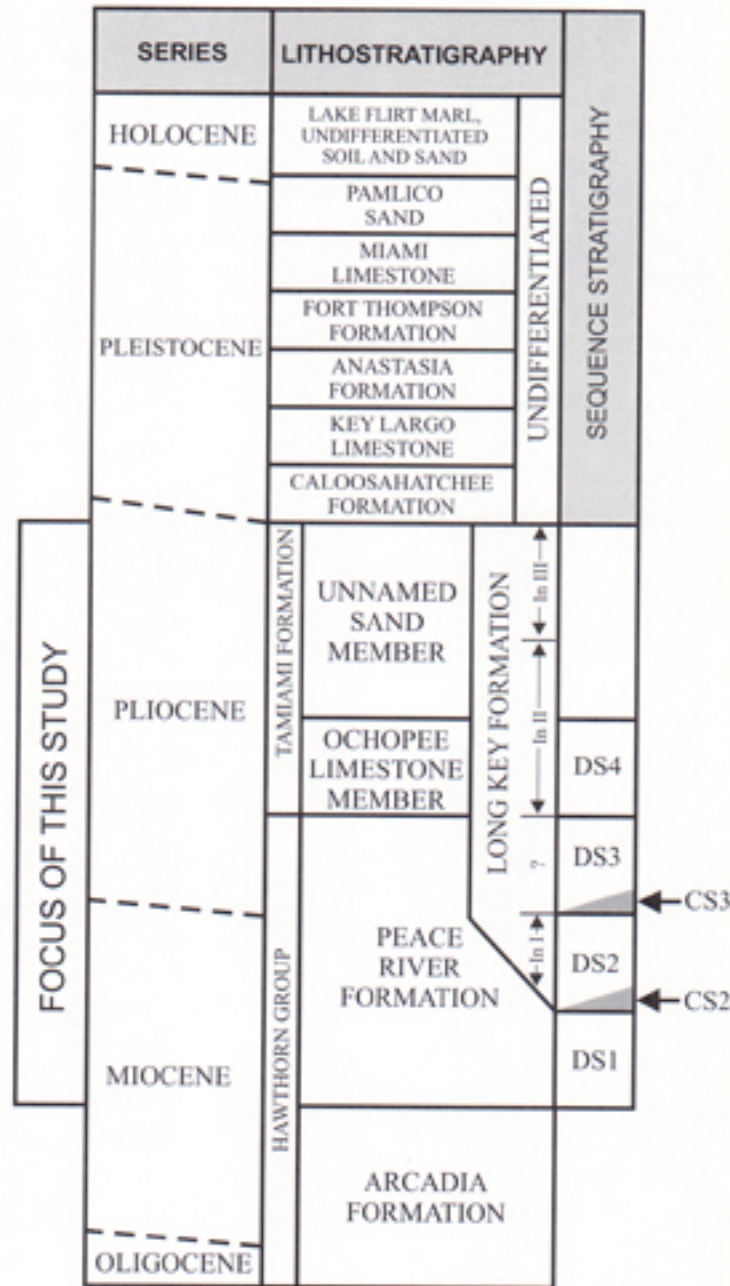 SERIES
LITHOSTRATIGRAPHY
SEQUENCE STRATIGRAPHY
HOLOCENE
LAKE FLIRT MARL,
UNDIFFERENTIATED
SOIL AND SAND
UNDIFFERENTIATED
PLEISTOCENE
PAMLICO
SAND
MIAMI
LIMESTONE
FORT THOMPSON
FORMATION
ANASTASIA
FORMATION
KEY LARGO
LIMESTONE
CALOOSAHATCHEE
FORMATION
FOCUS OF THIS STUDY
PLIOCENE
TAMIAMI FORMATION
UNNAMED
SAND
MEMBER
OCHOPEE
LIMESTONE
MEMBER
LONG KEY FORMATION
In III
In II
?
In I
DS4
DS3
CS3
DS2
CS2
DS1
MIOCENE
HAWTHORN GROUP
PEACE
RIVER
FORMATION
ARCADIA
FORMATION
OLIGOCENE